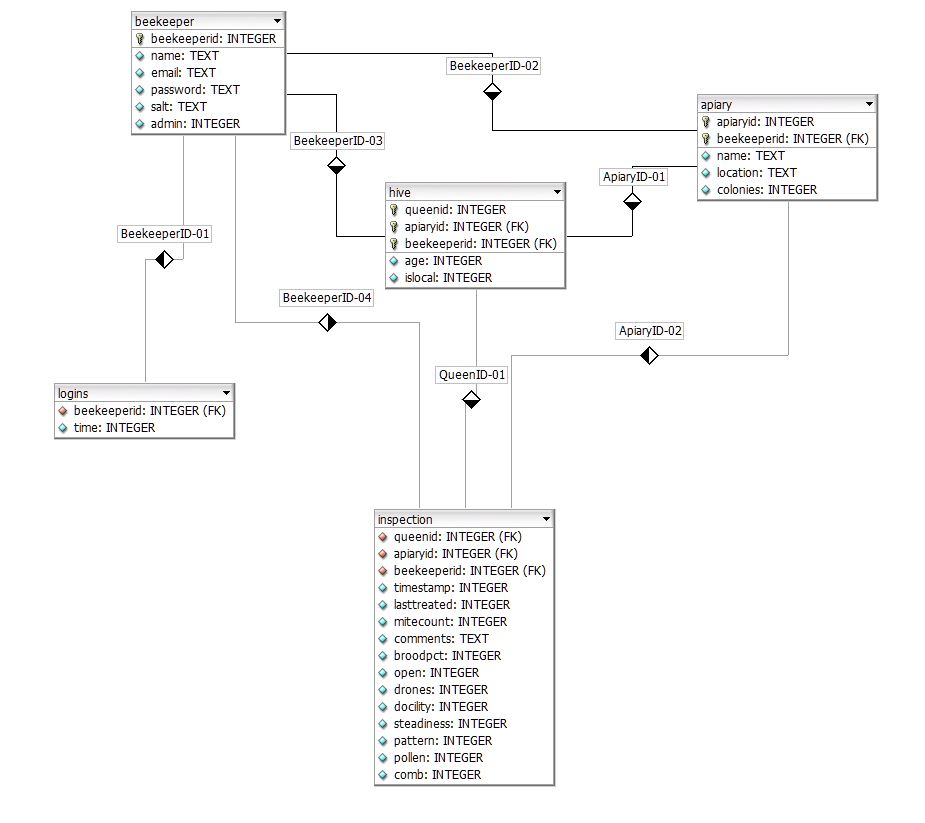 beekeeper
beekeeperid: INTEGER
name: TEXT
email: TEXT
password: TEXT
salt: TEXT
admin: INTEGER
BeekeeperID-02
apiary
apiaryid: INTEGER
beekeeperid: INTEGER (FK)
name: TEXT
location: TEXT
colonies: INTEGER
BeekeeperID-03
ApiaryID-01
hive
queenid: INTEGER
apiaryid: INTEGER (FK)
beekeeperid: INTEGER (FK)
age: INTEGER
islocal: INTEGER
BeekeeperID-01
BeekeeperID-04
ApiaryID-02
QueenID-01
logins
beekeeperid: INTEGER (FK)
time: INTEGER
inspection
queenid: INTEGER (FK)
apiaryid: INTEGER (FK)
beekeeperid: INTEGER (FK)
timestamp: INTEGER
lasttreated: INTEGER
mitecount: INTEGER
comments: TEXT
broodpct: INTEGER
open: INTEGER
drones: INTEGER
docility: INTEGER
steadiness: INTEGER
pattern: INTEGER
pollen: INTEGER
comb: INTEGER